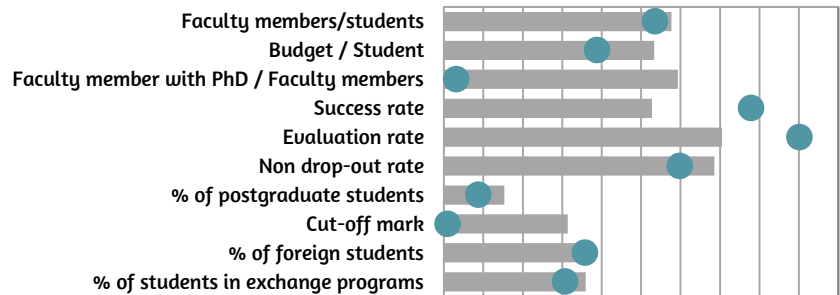 Faculty members/students
Budget / Student
Faculty member with PhD / Faculty members
Success rate
Evaluation rate
Non drop-out rate
% of postgraduate students
Cut-off mark
% of foreign students
% of students in exchange programs